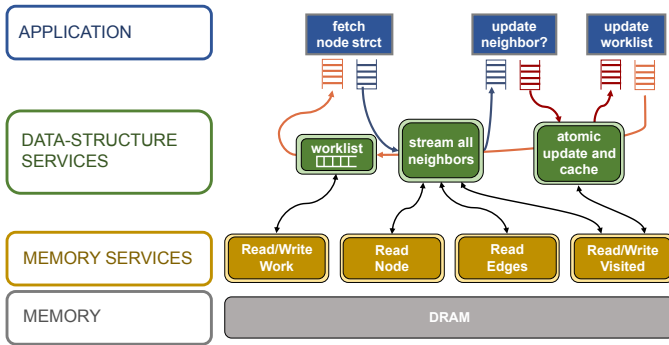 APPLICATION
fetch
node strct
update
neighbor?
update
worklist
DATA-STRUCTURE
SERVICES
worklist
stream all
neighbors
atomic
update and
cache
MEMORY SERVICES
Read/Write
Work
Read
Node
Read
Edges
Read/Write
Visited
MEMORY
DRAM